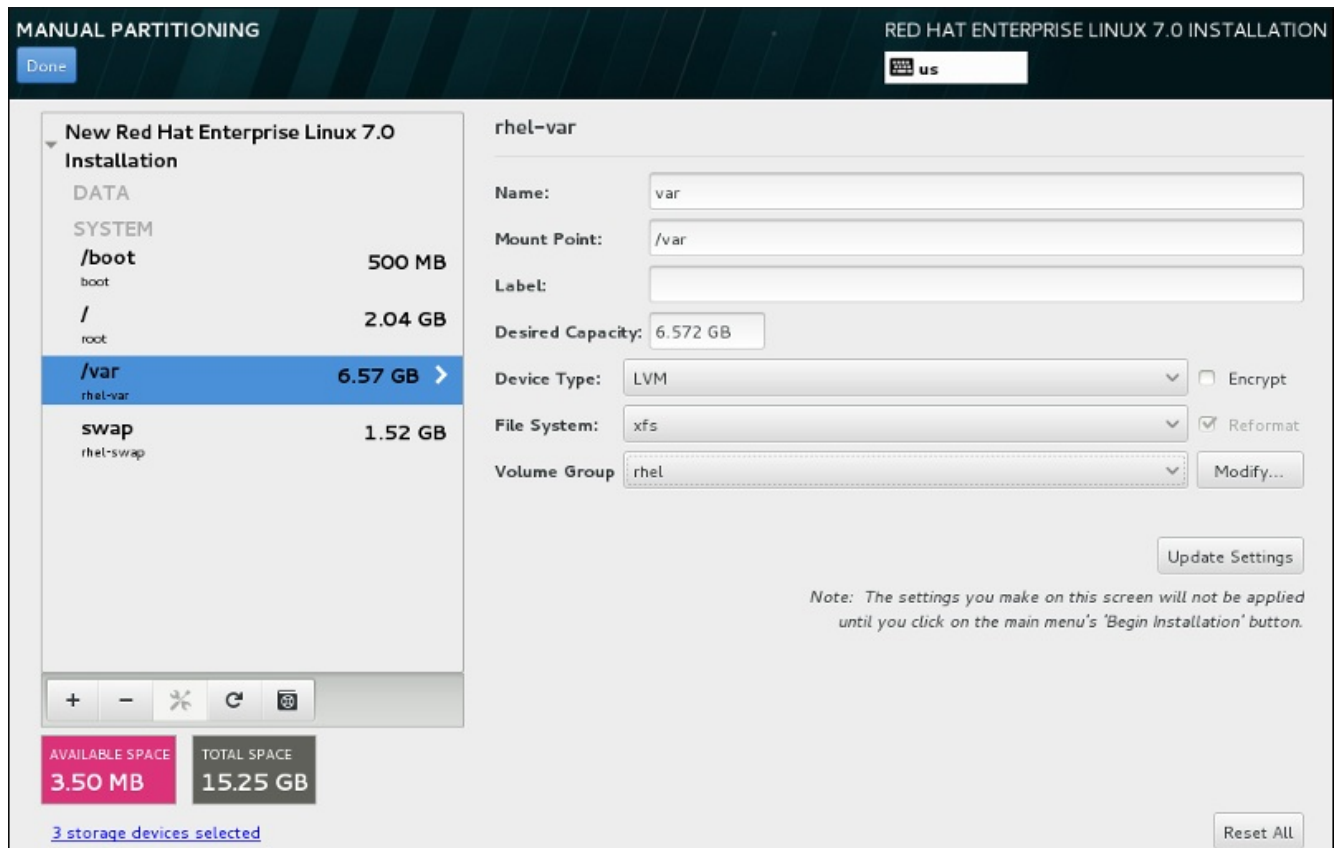 MANUAL PARTITIONING
RED HAT ENTERPRISE LINUX 7.0 INSTALLATION
Done
us
New Red Hat Enterprise Linux 7.0
Installation
DATA
SYSTEM
/boot 500 MB
boot
/ 2.04 GB
root
/var 6.57 GB
rhel-var
swap 1.52 GB
rhel-swap
+ −
AVAILABLE SPACE
3.50 MB
TOTAL SPACE
15.25 GB
3 storage devices selected
rhel-var
Name: var
Mount Point: /var
Label:
Desired Capacity: 6.572 GB
Device Type: LVM Encrypt
File System: xfs Reformat
Volume Group rhel Modify...
Update Settings
Note: The settings you make on this screen will not be applied
until you click on the main menu's 'Begin Installation' button.
Reset All